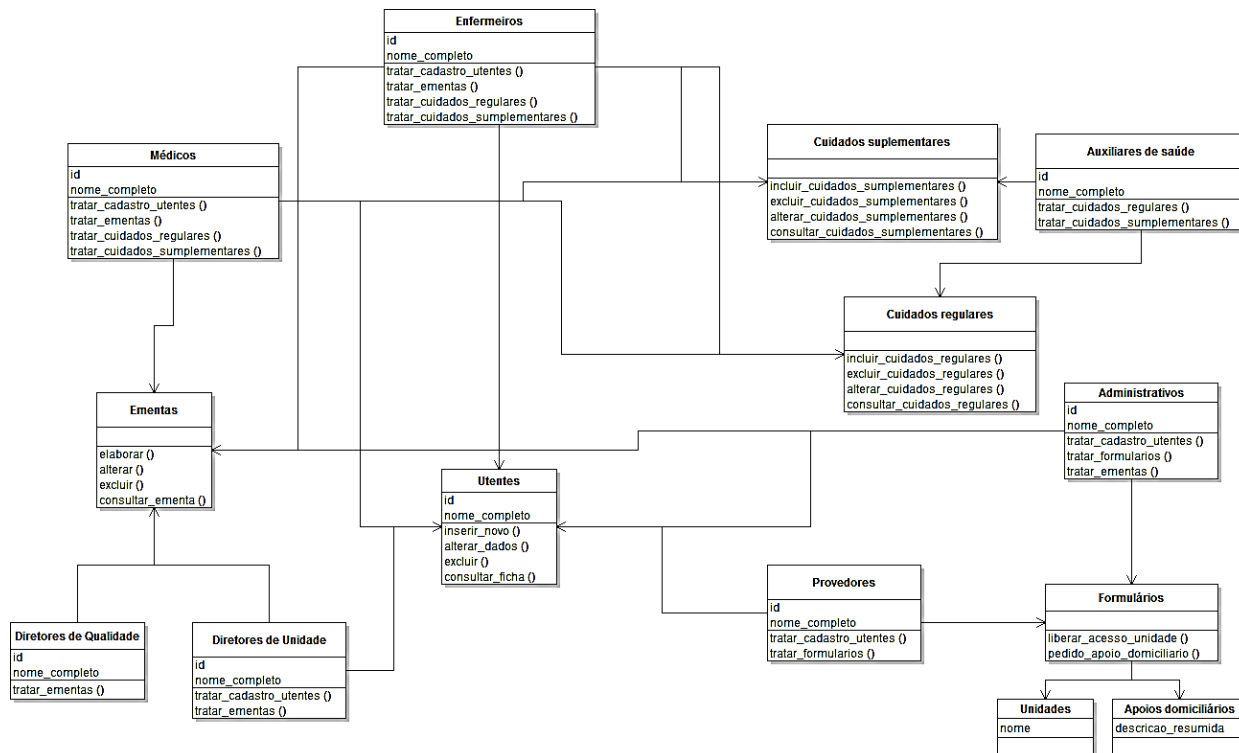 Enfermeiros
id
nome_completo
tratar_cadastro_utentes ()
tratar_ementas ()
tratar_cuidados_regulares ()
tratar_cuidados_sumplementares ()
Médicos
id
nome_completo
tratar_cadastro_utentes ()
tratar_ementas ()
tratar_cuidados_regulares ()
tratar_cuidados_sumplementares ()
Cuidados suplementares
incluir_cuidados_sumplementares ()
excluir_cuidados_sumplementares ()
alterar_cuidados_sumplementares ()
consultar_cuidados_sumplementares ()
Auxiliares de saúde
id
nome_completo
tratar_cuidados_regulares ()
tratar_cuidados_sumplementares ()
Cuidados regulares
incluir_cuidados_regulares ()
excluir_cuidados_regulares ()
alterar_cuidados_regulares ()
consultar_cuidados_regulares ()
Ementas
elaborar ()
alterar ()
excluir ()
consultar_ementa ()
Administrativos
id
nome_completo
tratar_cadastro_utentes ()
tratar_formularios ()
tratar_ementas ()
Utentes
id
nome_completo
inserir_novo ()
alterar_dados ()
excluir ()
consultar_ficha ()
Provedores
id
nome_completo
tratar_cadastro_utentes ()
tratar_formularios ()
Formulários
liberar_acesso_unidade ()
pedido_apoio_domiciliario ()
Diretores de Qualidade
id
nome_completo
tratar_ementas ()
Diretores de Unidade
id
nome_completo
tratar_cadastro_utentes ()
tratar_ementas ()
Unidades
nome
Apoios domiciliários
descricao_resumida